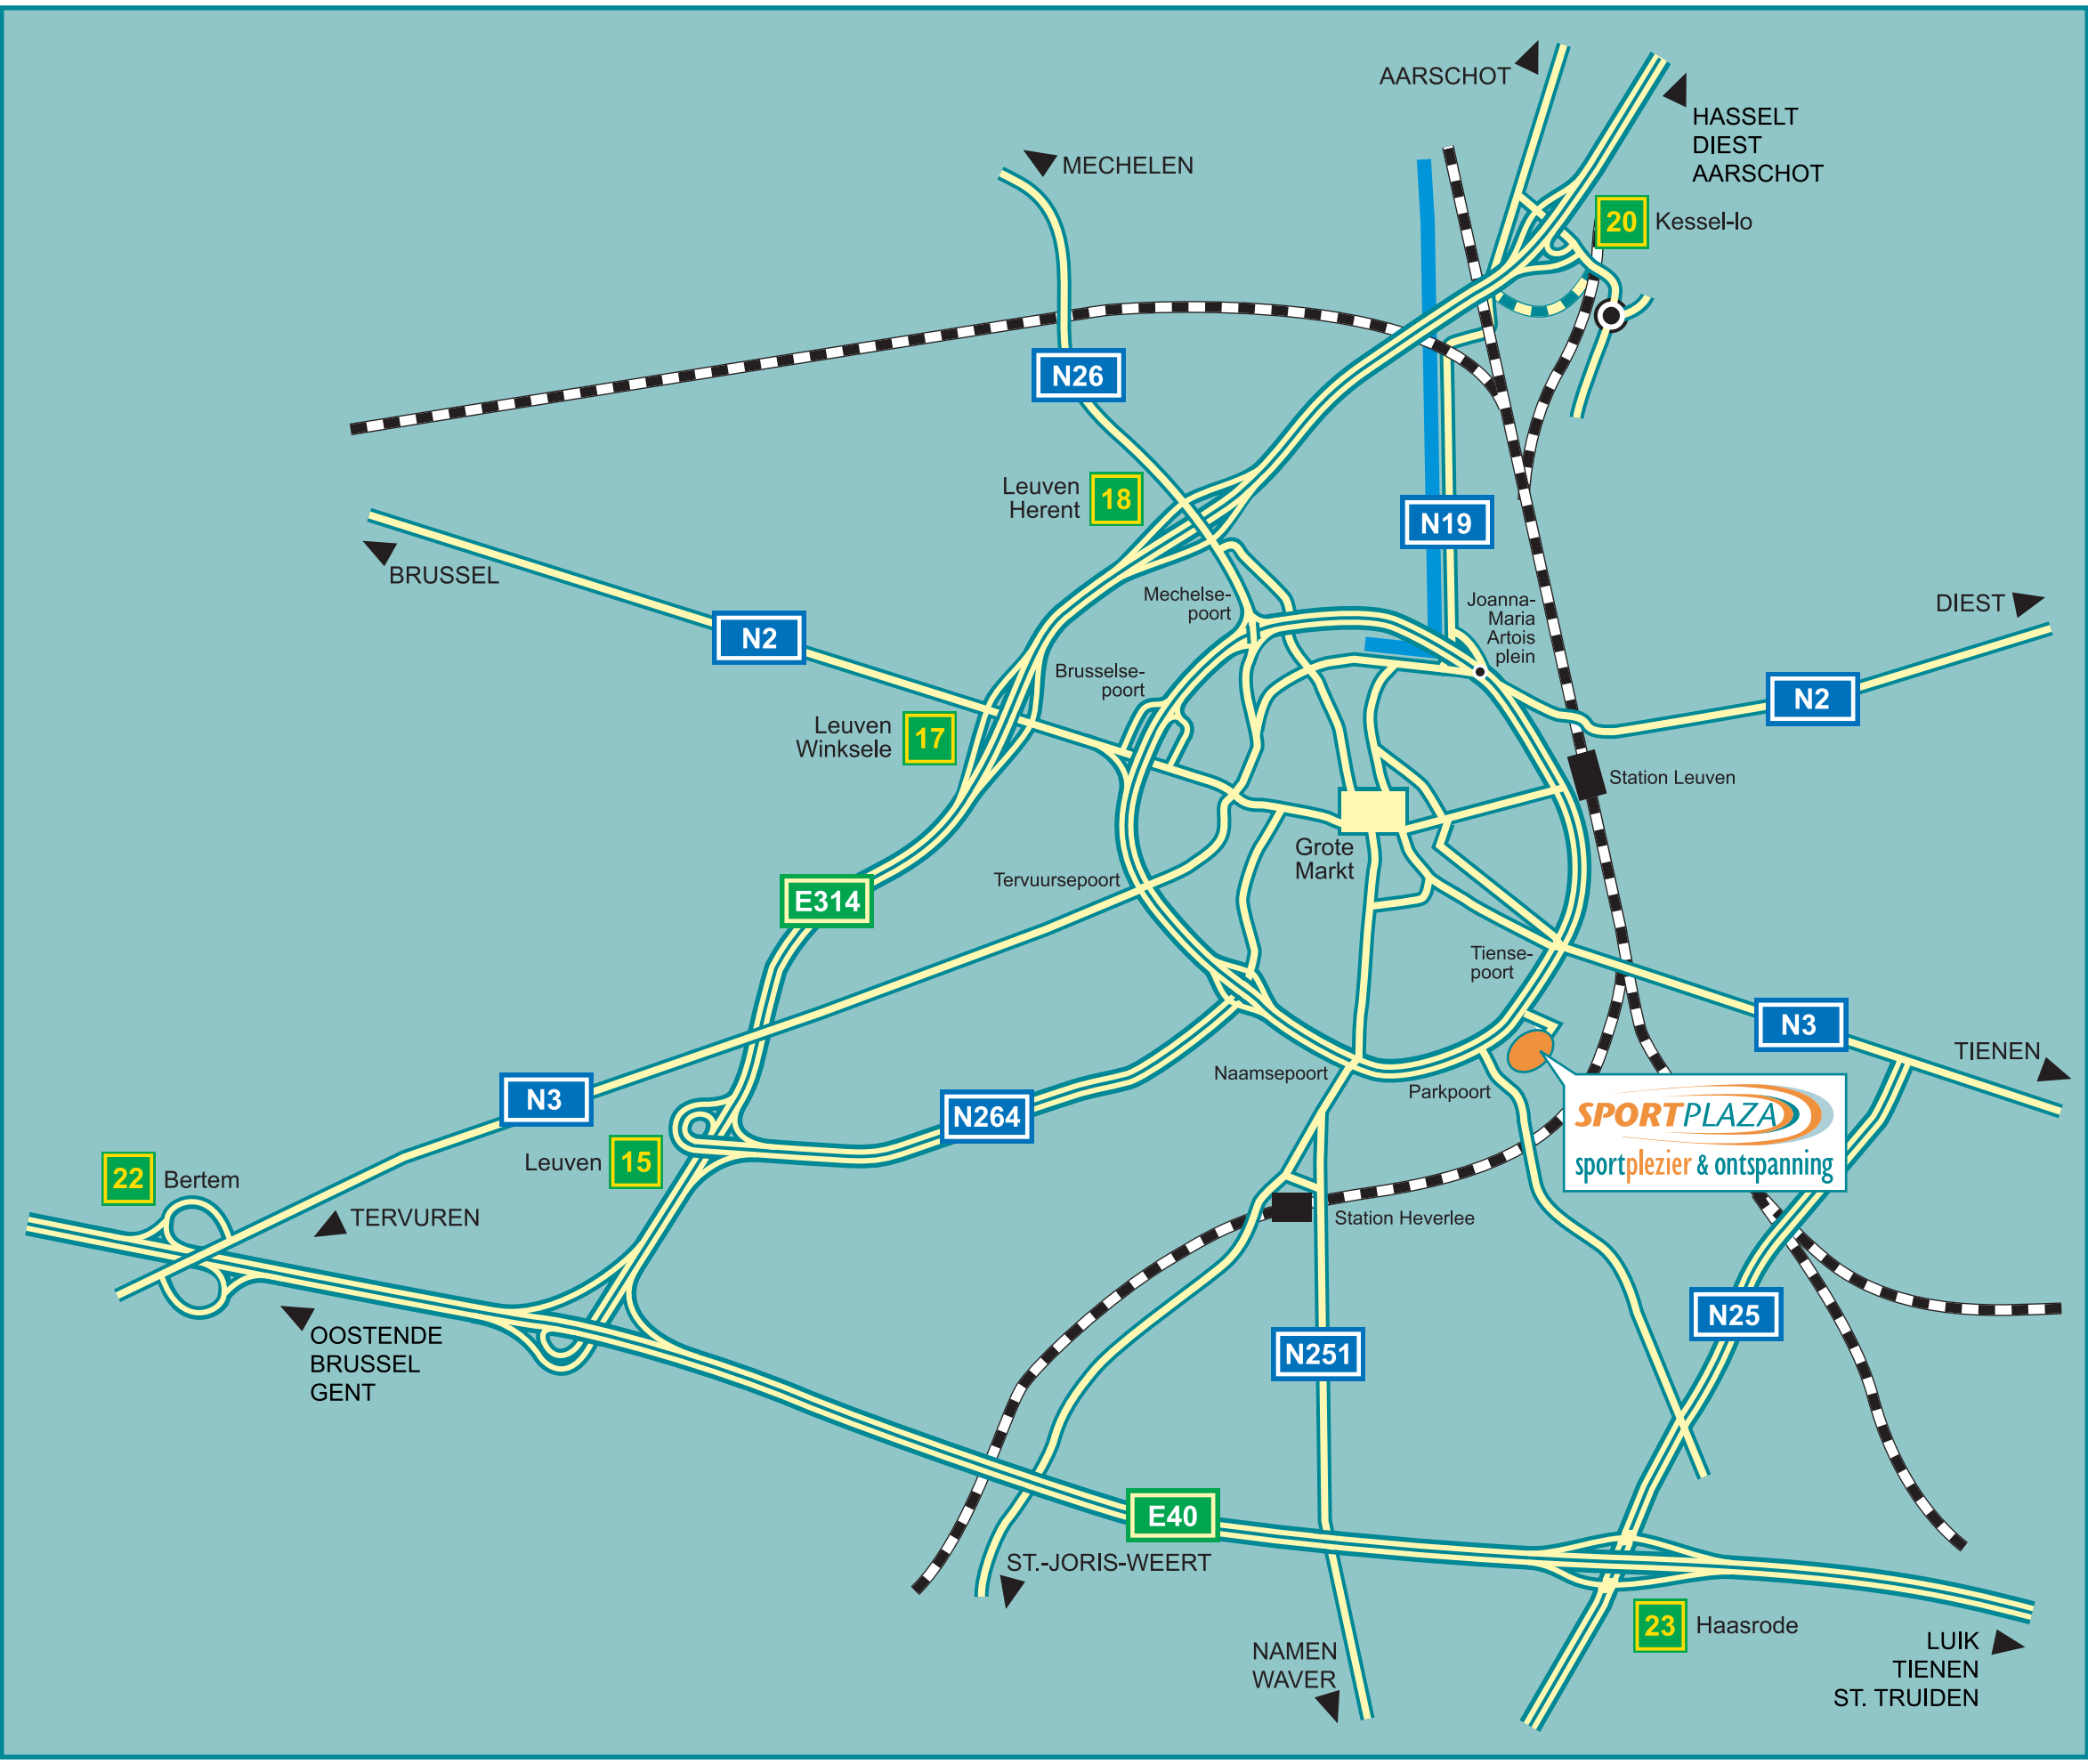 AARSCHOT
HASSELT
DIEST
AARSCHOT
MECHELEN
20 Kessel-lo
N26
Leuven
Herent
18
N19
BRUSSEL
Mechelse-
poort
Joanna-
Maria
Artois
plein
DIEST
N2
Brusselse-
poort
N2
Leuven
Winksele
17
Station Leuven
Grote
Markt
Tervuursepoort
E314
Tiense-
poort
N3
TIENEN
Naamsepoort
Parkpoort
N3
N264
SPORTPLAZA
sportplezier & ontspanning
Leuven 15
22 Bertem
TERVUREN
Station Heverlee
OOSTENDE
BRUSSEL
GENT
N25
N251
E40
ST.-JORIS-WEERT
23 Haasrode
NAMEN
WAVER
LUIK
TIENEN
ST. TRUIDEN